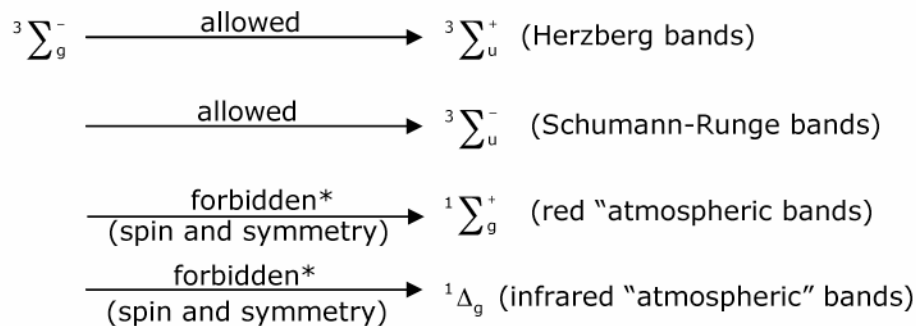 ³Σg⁻ allowed ³Σu⁺ (Herzberg bands)
allowed ³Σu⁻ (Schumann-Runge bands)
forbidden* ¹Σg⁺ (red “atmospheric bands)
(spin and symmetry)
forbidden* ¹Δg (infrared “atmospheric” bands)
(spin and symmetry)